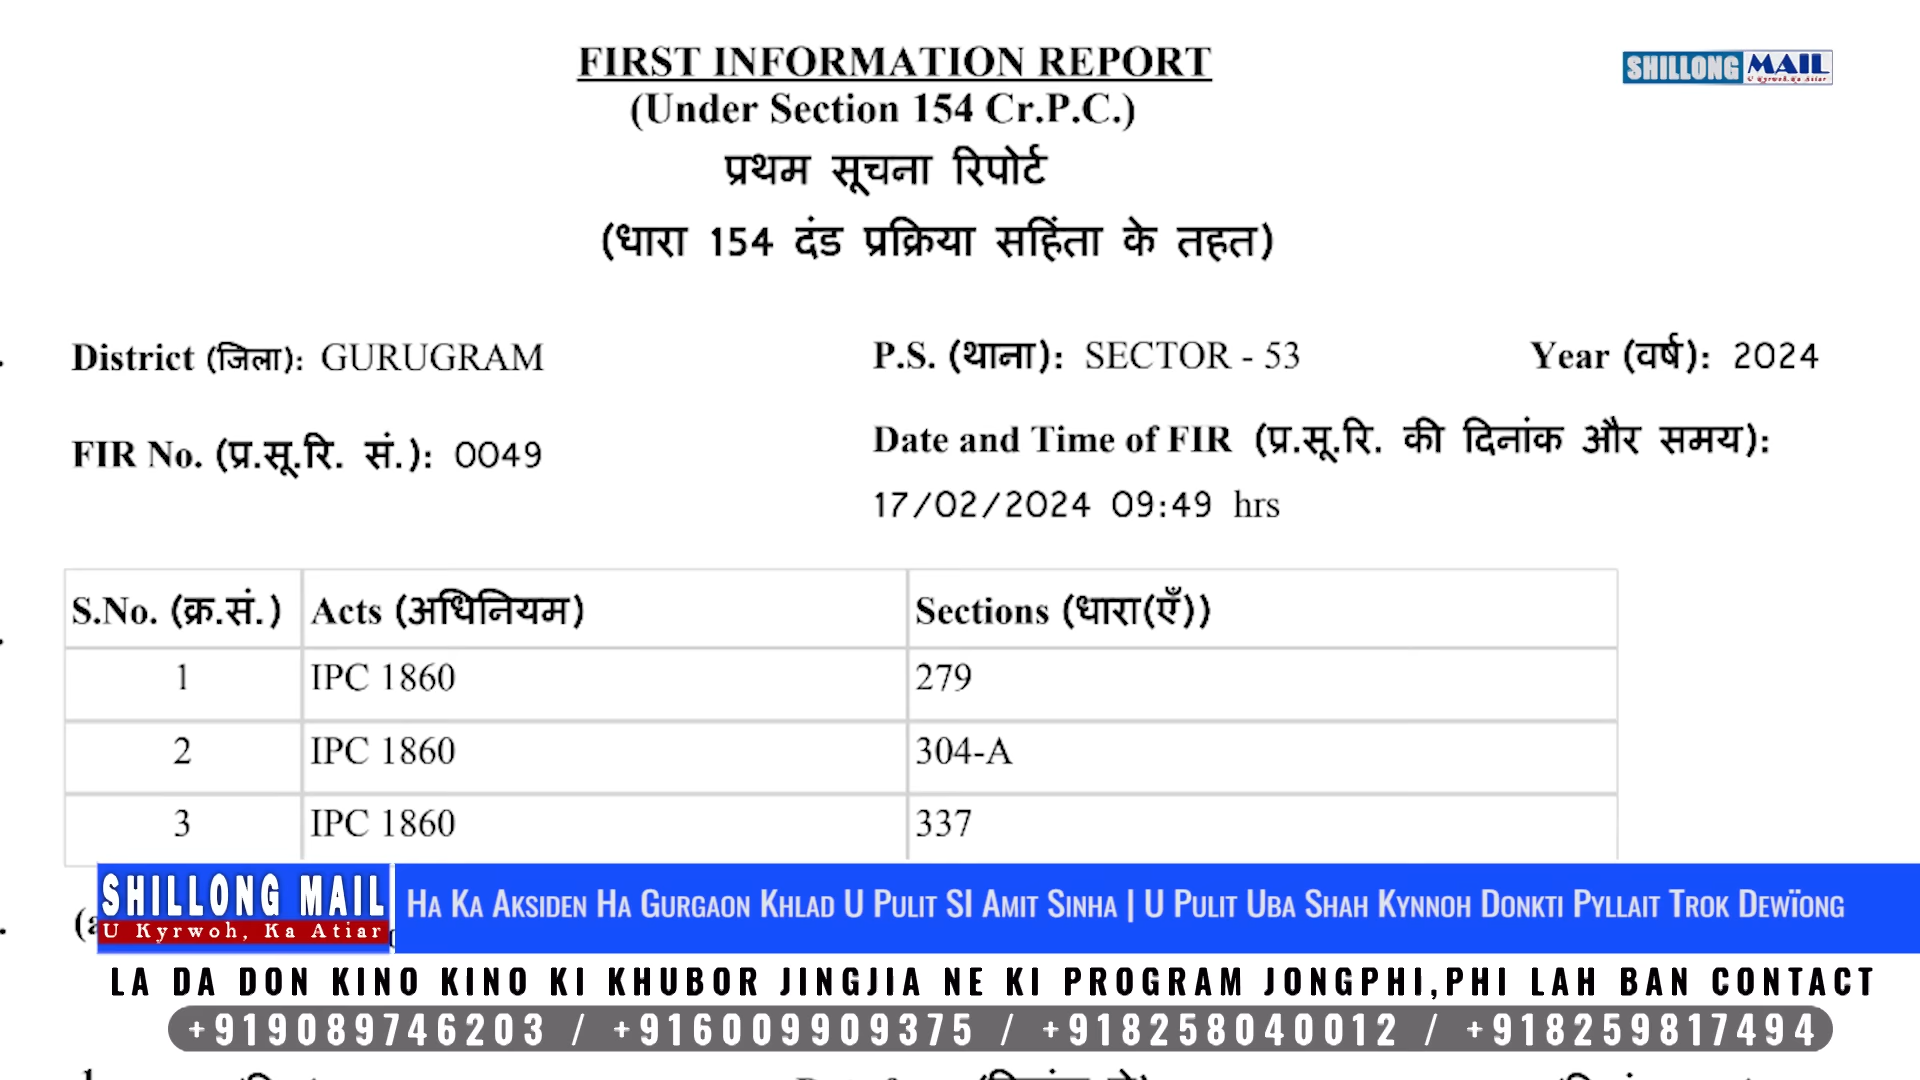 FIRST INFORMATION REPORT
SHILLONG MAIL
U Kyrwoh, Ka Atiar
(Under Section 154 Cr.P.C.)
प्रथम सूचना रिपोर्ट
(धारा 154 दंड प्रक्रिया सहिंता के तहत)
District (जिला): GURUGRAM P.S. (थाना): SECTOR - 53 Year (वर्ष): 2024
FIR No. (प्र.सू.रि. सं.): 0049 Date and Time of FIR (प्र.सू.रि. की दिनांक और समय):
17/02/2024 09:49 hrs
S.No. (क्र.सं.) Acts (अधिनियम) Sections (धारा(एँ))
1 IPC 1860 279
2 IPC 1860 304-A
3 IPC 1860 337
SHILLONG MAIL
U Kyrwoh, Ka Atiar
Ha Ka Aksiden Ha Gurgaon Khlad U Pulit SI Amit Sinha | U Pulit Uba Shah Kynnoh Donkti Pyllait Trok Dewïong
LA DA DON KINO KINO KI KHUBOR JINGJIA NE KI PROGRAM JONGPHI,PHI LAH BAN CONTACT
+919089746203 / +916009909375 / +918258040012 / +918259817494